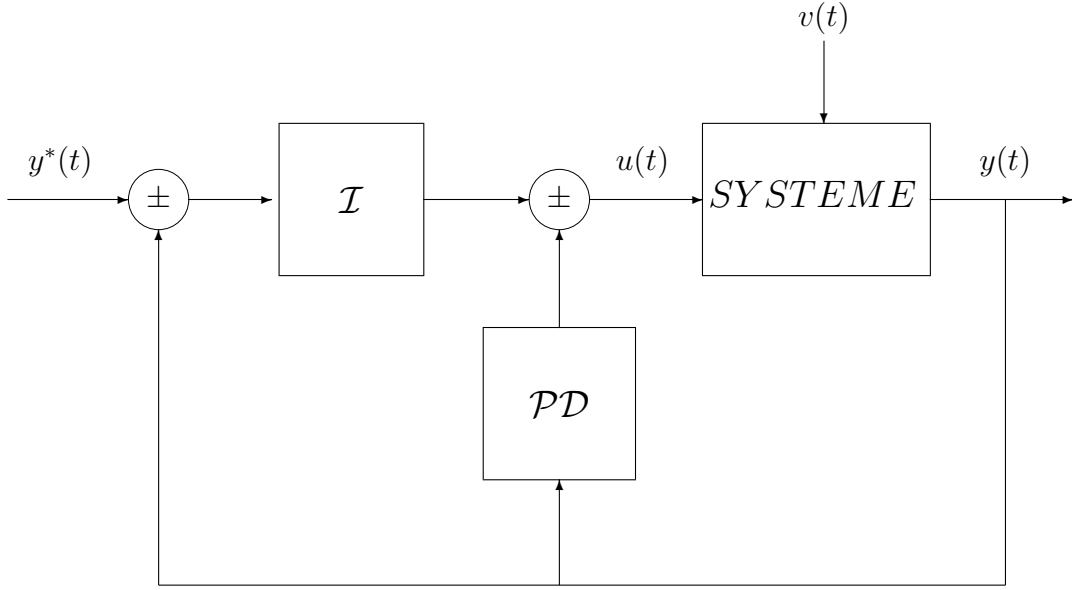 v(t)
y*(t)
±
𝓘
±
u(t)
SYSTEME
y(t)
𝓟𝓓